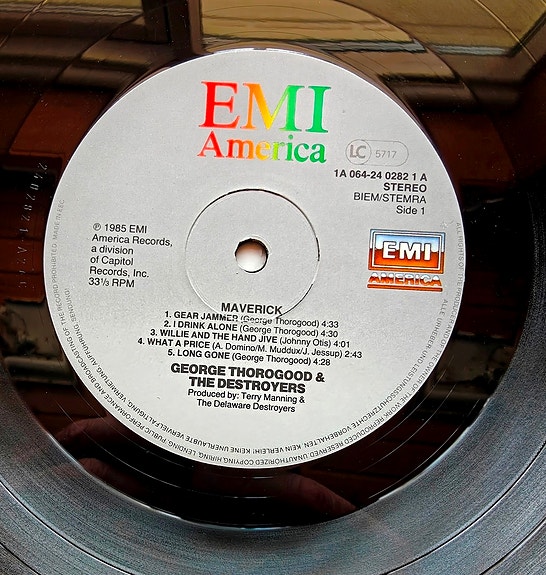 EMI
America
LC 5717
1A 064-24 0282 1 A
STEREO
BIEM/STEMRA
Side 1
℗ 1985 EMI
America Records,
a division
of Capitol
Records, Inc.
33⅓ RPM
EMI
AMERICA
MAVERICK
1. GEAR JAMMER (George Thorogood) 4:33
2. I DRINK ALONE (George Thorogood) 4:30
3. WILLIE AND THE HAND JIVE (Johnny Otis) 4:01
4. WHAT A PRICE (A. Domino/M. Muddux/J. Jessup) 2:43
5. LONG GONE (George Thorogood) 4:28
GEORGE THOROGOOD &
THE DESTROYERS
Produced by: Terry Manning &
The Delaware Destroyers